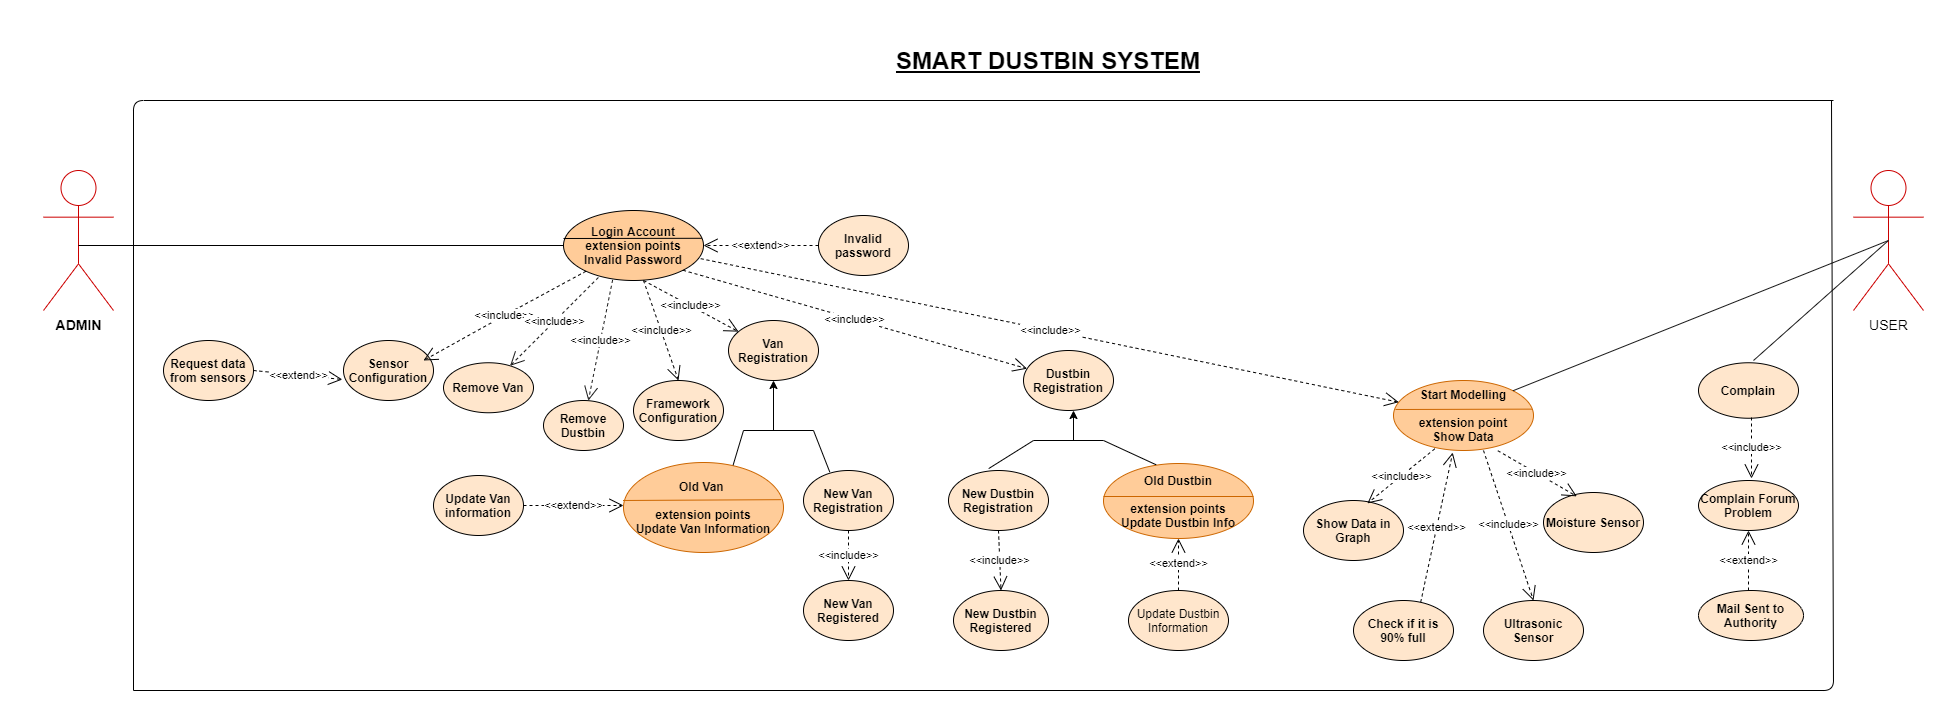 SMART DUSTBIN SYSTEM
ADMIN
USER
Login Account
extension points
Invalid Password
<<extend>>
Invalid
password
<<include>>
<<include>>
<<include>>
<<include>>
<<include>>
<<include>>
<<include>>
Request data
from sensors
<<extend>>
Sensor
Configuration
Remove Van
Remove
Dustbin
Framework
Configuration
Van
Registration
Dustbin
Registration
Start Modelling
extension point
Show Data
Complain
<<include>>
Update Van
information
<<extend>>
Old Van
extension points
Update Van Information
New Van
Registration
<<include>>
New Van
Registered
New Dustbin
Registration
<<include>>
New Dustbin
Registered
Old Dustbin
extension points
Update Dustbin Info
<<extend>>
Update Dustbin
Information
<<include>>
<<extend>>
<<include>>
<<include>>
Show Data in
Graph
Moisture Sensor
Check if it is
90% full
Ultrasonic
Sensor
Complain Forum
Problem
<<extend>>
Mail Sent to
Authority